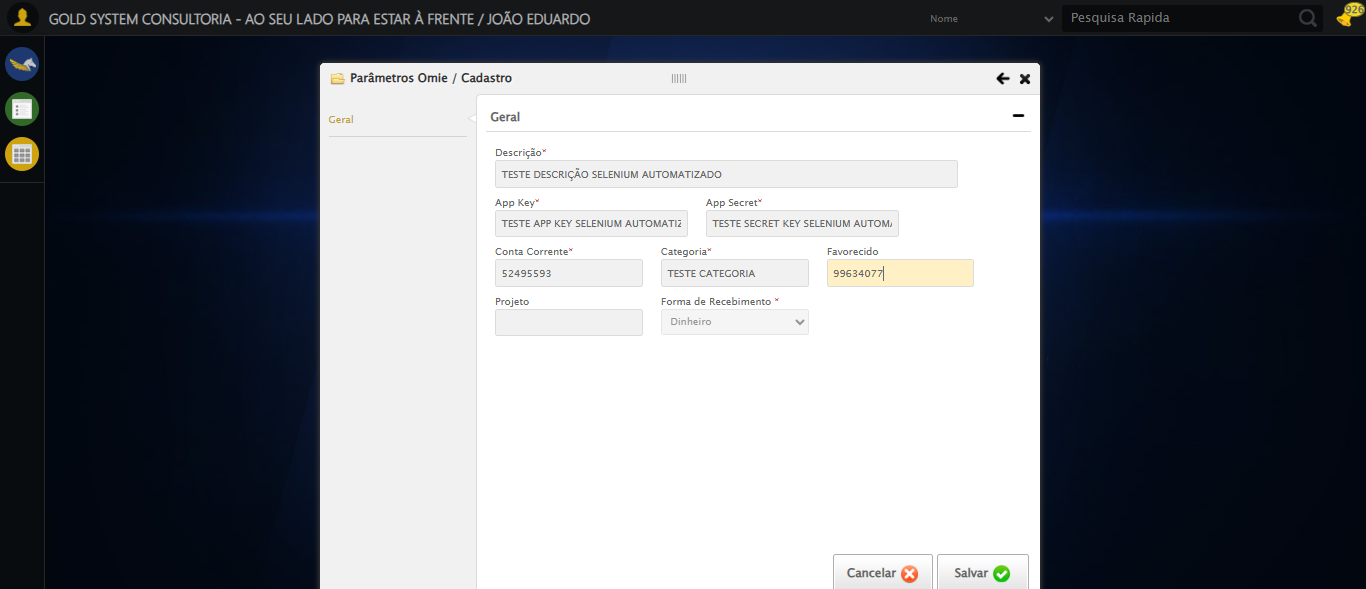 GOLD SYSTEM CONSULTORIA - AO SEU LADO PARA ESTAR À FRENTE / JOÃO EDUARDO
Nome
Pesquisa Rapida
926
Parâmetros Omie / Cadastro
Geral
Geral
Descrição*
TESTE DESCRIÇÃO SELENIUM AUTOMATIZADO
App Key* App Secret*
TESTE APP KEY SELENIUM AUTOMATIZ TESTE SECRET KEY SELENIUM AUTOMA
Conta Corrente* Categoria* Favorecido
52495593 TESTE CATEGORIA 99634077
Projeto Forma de Recebimento *
Dinheiro
Cancelar Salvar